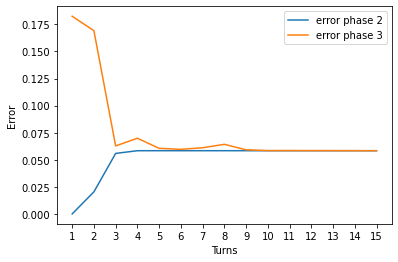 error phase 2
error phase 3
0.175
0.150
0.125
0.100
0.075
0.050
0.025
0.000
Error
1 2 3 4 5 6 7 8 9 10 11 12 13 14 15
Turns